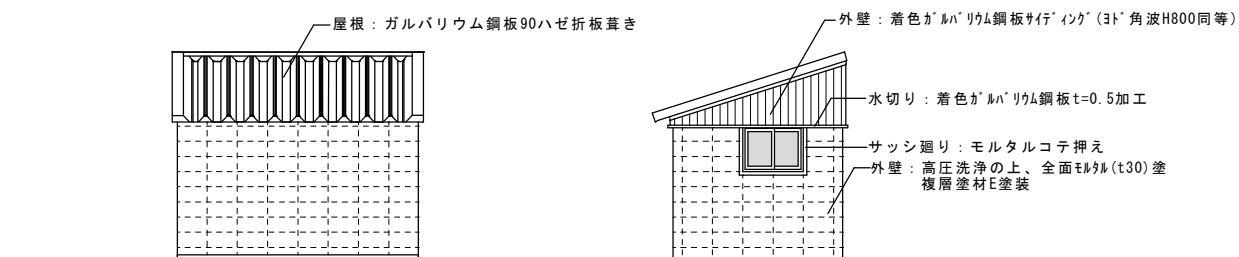 屋根：ガルバリウム鋼板90ハゼ折板葺き
外壁：着色ｶﾞﾙﾊﾞﾘｳﾑ鋼板ｻｲﾃﾞｨﾝｸﾞ(ﾖﾄﾞ角波H800同等)
水切り：着色ｶﾞﾙﾊﾞﾘｳﾑ鋼板t=0.5加工
サッシ廻り：モルタルコテ押え
外壁：高圧洗浄の上、全面ﾓﾙﾀﾙ(t30)塗
複層塗材E塗装